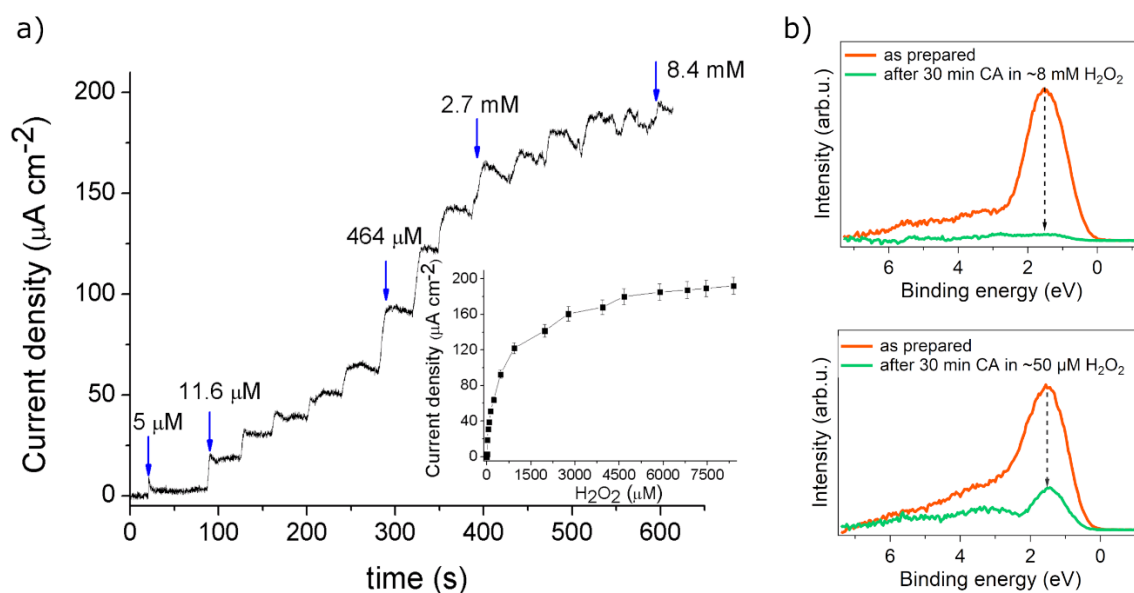 a)
200
150
100
50
0
Current density (μA cm⁻²)
0 100 200 300 400 500 600
time (s)
5 μM
11.6 μM
464 μM
2.7 mM
8.4 mM
Current density (μA cm⁻²)
200
160
120
80
40
0
0 1500 3000 4500 6000 7500
H₂O₂ (μM)
b)
as prepared
after 30 min CA in ~8 mM H₂O₂
Intensity (arb.u.)
6 4 2 0
Binding energy (eV)
as prepared
after 30 min CA in ~50 μM H₂O₂
Intensity (arb.u.)
6 4 2 0
Binding energy (eV)